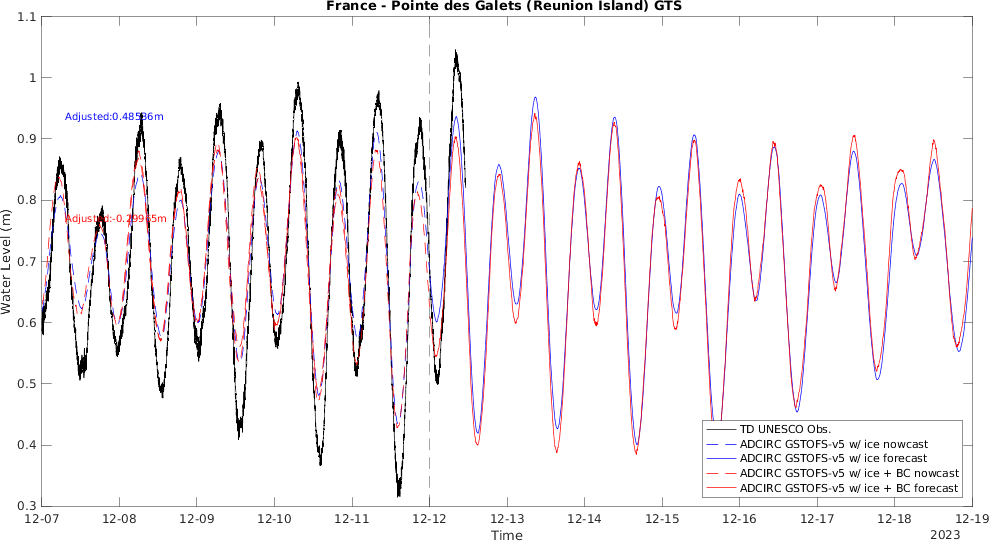 France - Pointe des Galets (Reunion Island) GTS
1.1
1
0.9
0.8
0.7
0.6
0.5
0.4
0.3
Water Level (m)
Adjusted:0.48536m
Adjusted:-0.29965m
TD UNESCO Obs.
ADCIRC GSTOFS-v5 w/ ice nowcast
ADCIRC GSTOFS-v5 w/ ice forecast
ADCIRC GSTOFS-v5 w/ ice + BC nowcast
ADCIRC GSTOFS-v5 w/ ice + BC forecast
12-07 12-08 12-09 12-10 12-11 12-12 12-13 12-14 12-15 12-16 12-17 12-18 12-19
Time
2023